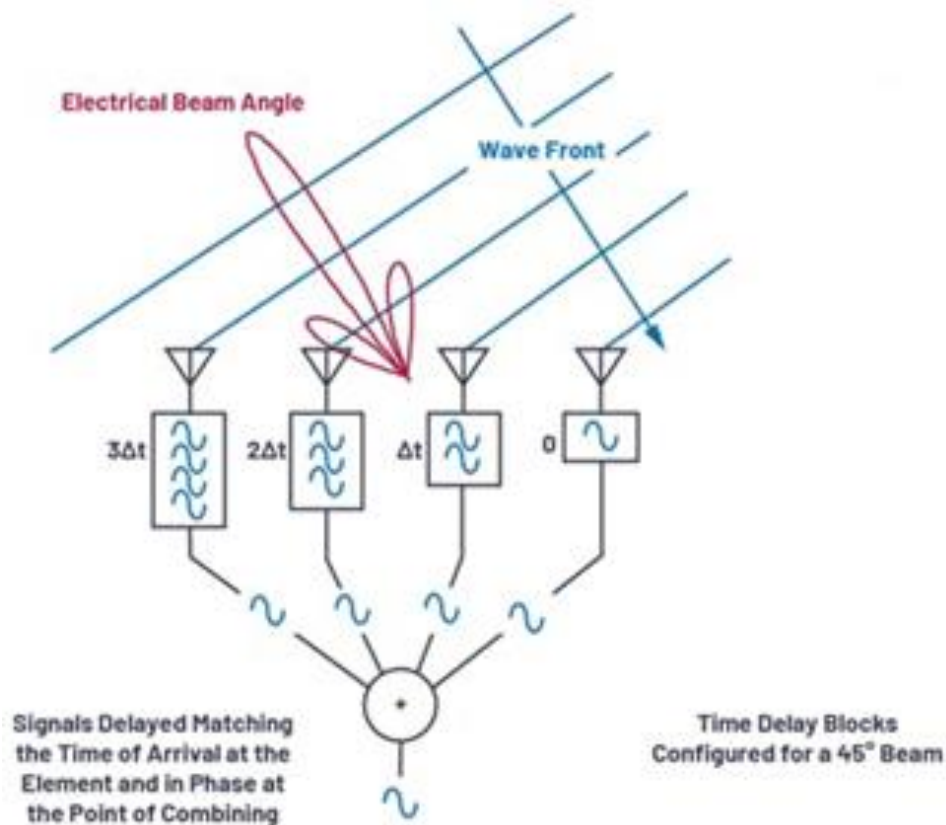 Electrical Beam Angle
Wave Front
3Δt
2Δt
Δt
0
Signals Delayed Matching
the Time of Arrival at the
Element and in Phase at
the Point of Combining
Time Delay Blocks
Configured for a 45° Beam